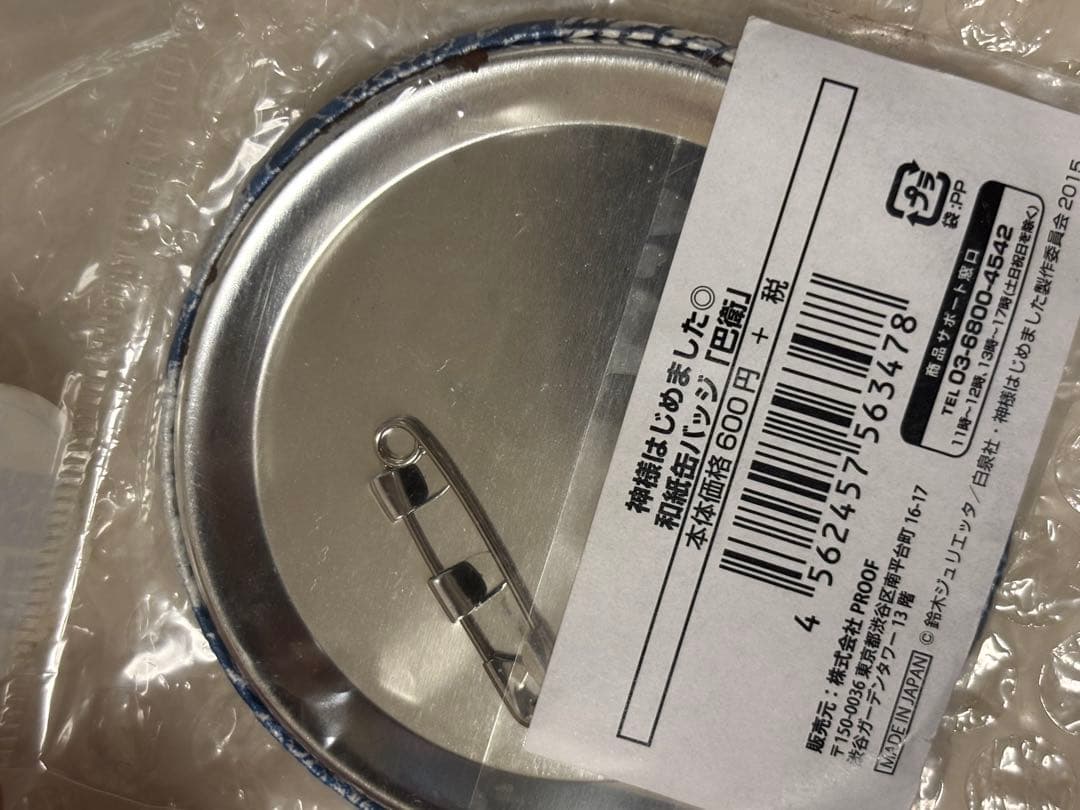 神様はじめました◎
和紙缶バッジ「巴衛」
本体価格600円 + 税
4 562457 563478
プラ
袋:PP
商品サポート窓口
TEL 03-6800-4542
11時～12時、13時～17時(土日祝日を除く)
販売元:株式会社 PROOF
〒150-0036 東京都渋谷区南平台町 16-17
渋谷ガーデンタワー 13 階
MADE IN JAPAN © 鈴木ジュリエッタ/白泉社・神様はじめました製作委員会 2015